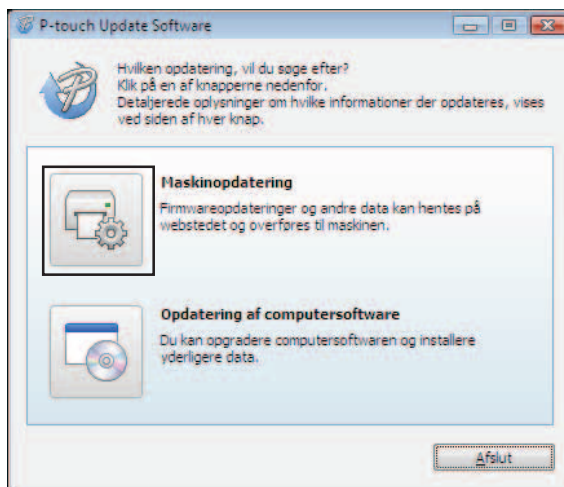 P-touch Update Software
Hvilken opdatering, vil du søge efter?
Klik på en af knapperne nedenfor.
Detaljerede oplysninger om hvilke informationer der opdateres, vises
ved siden af hver knap.
Maskinopdatering
Firmwareopdateringer og andre data kan hentes på
webstedet og overføres til maskinen.
Opdatering af computersoftware
Du kan opgradere computersoftwaren og installere
yderligere data.
Afslut